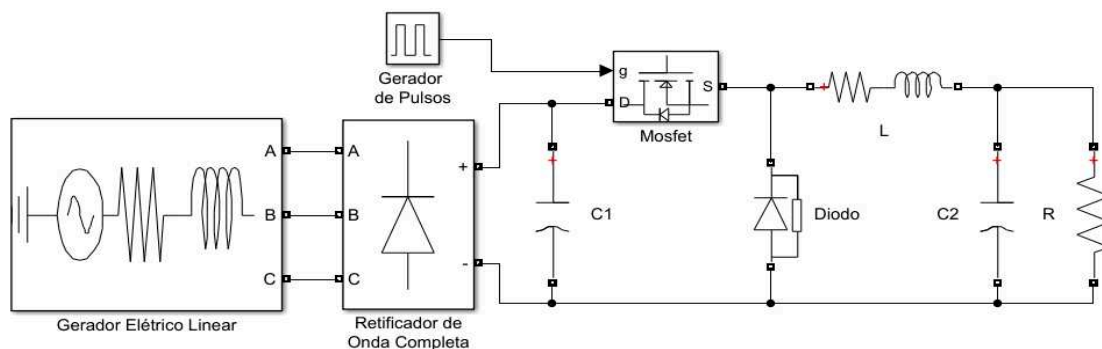 Gerador
de Pulsos
g
D
S
Mosfet
L
A
B
C
A
B
C
+
-
+
C1
Diodo
+
C2
+
R
+
Gerador Elétrico Linear
Retificador de
Onda Completa